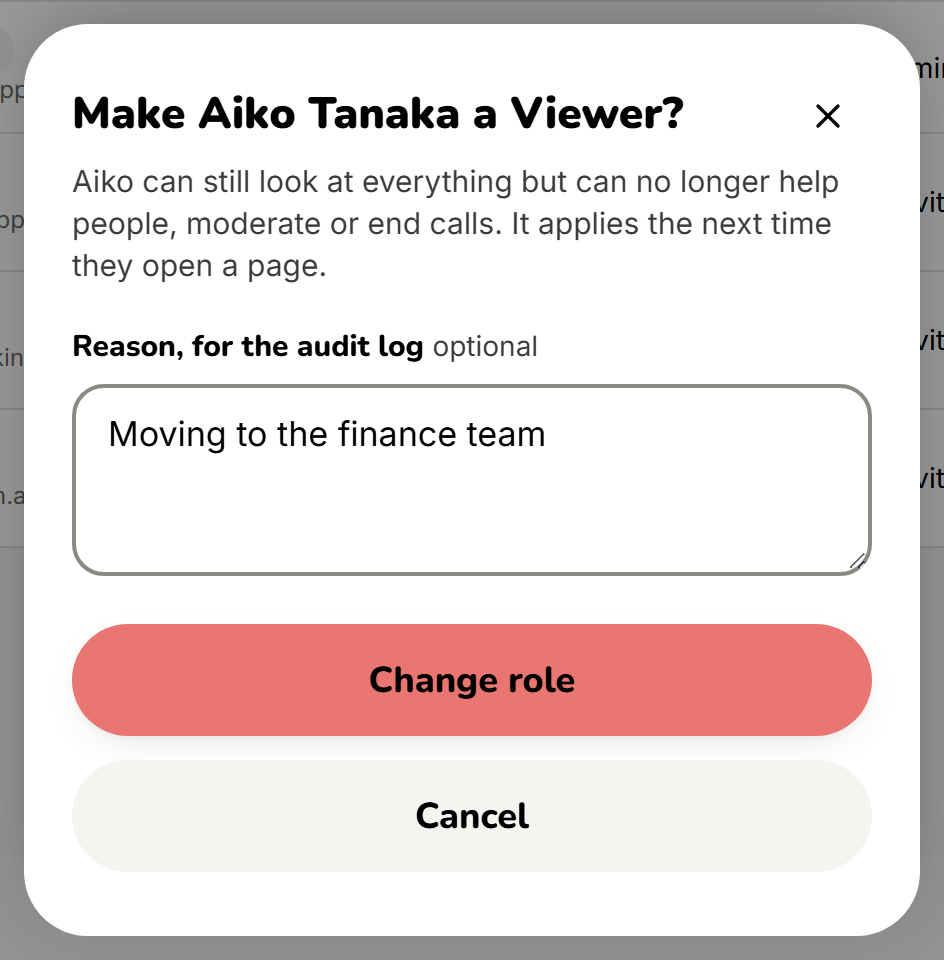 Make Aiko Tanaka a Viewer?
Aiko can still look at everything but can no longer help
people, moderate or end calls. It applies the next time
they open a page.
Reason, for the audit log optional
Moving to the finance team
Change role
Cancel